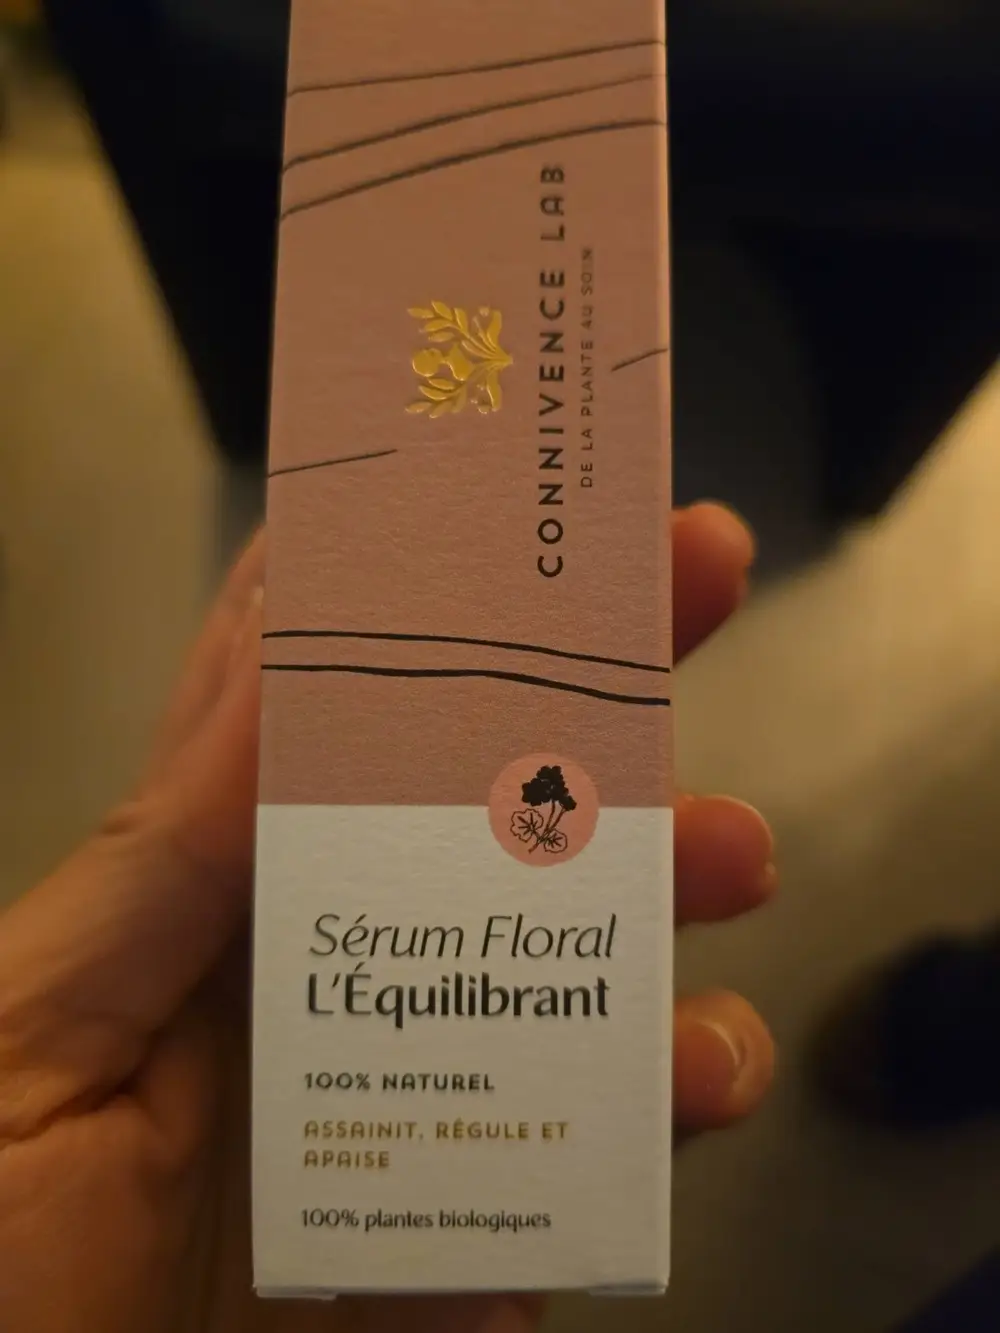 CONNIVENCE LAB
DE LA PLANTE AU SOIN
Sérum Floral
L'Équilibrant
100% NATUREL
ASSAINIT, RÉGULE ET
APAISE
100% plantes biologiques